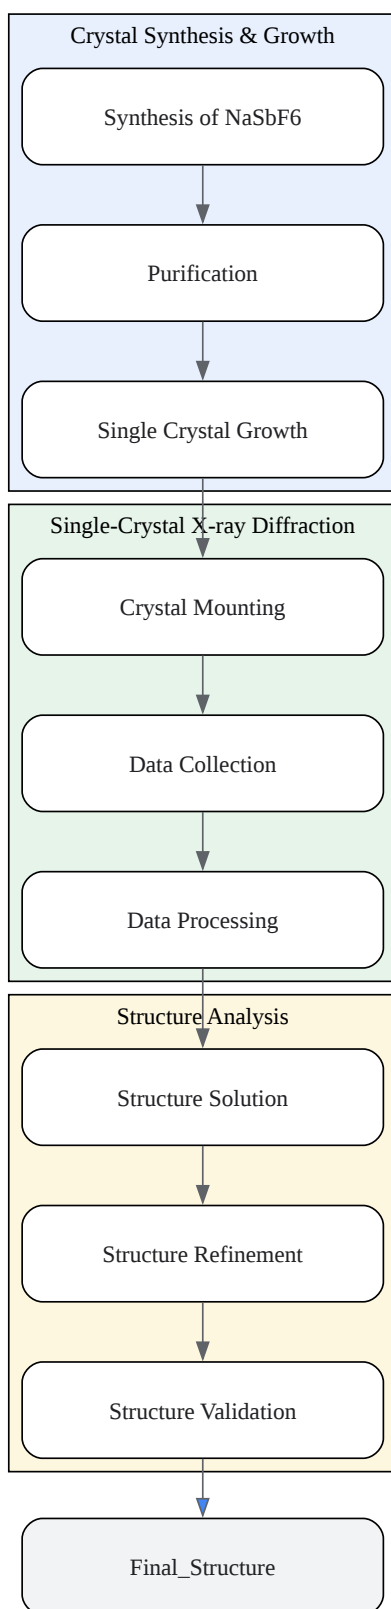 Crystal Synthesis & Growth
Synthesis of NaSbF6
Purification
Single Crystal Growth
Single-Crystal X-ray Diffraction
Crystal Mounting
Data Collection
Data Processing
Structure Analysis
Structure Solution
Structure Refinement
Structure Validation
Final_Structure